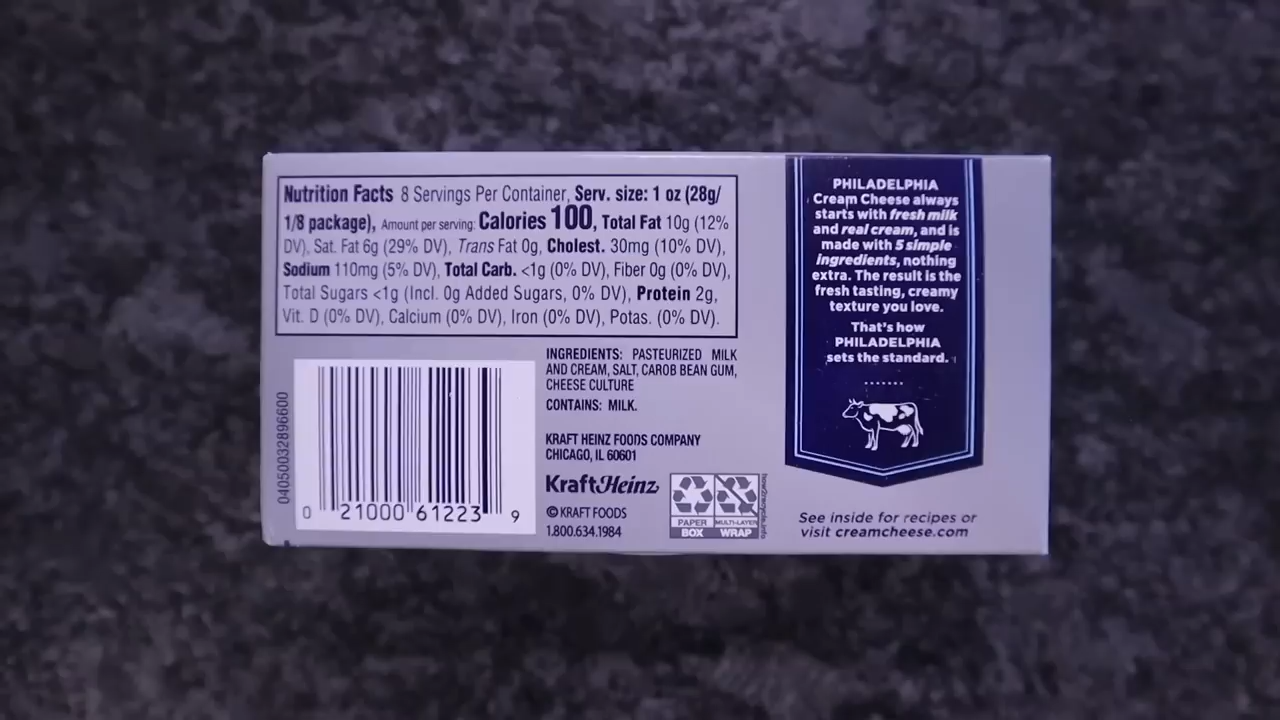 Nutrition Facts 8 Servings Per Container, Serv. size: 1 oz (28g/
1/8 package), Amount per serving: Calories 100, Total Fat 10g (12%
DV), Sat. Fat 6g (29% DV), Trans Fat 0g, Cholest. 30mg (10% DV),
Sodium 110mg (5% DV), Total Carb. <1g (0% DV), Fiber 0g (0% DV),
Total Sugars <1g (Incl. 0g Added Sugars, 0% DV), Protein 2g,
Vit. D (0% DV), Calcium (0% DV), Iron (0% DV), Potas. (0% DV).
INGREDIENTS: PASTEURIZED MILK
AND CREAM, SALT, CAROB BEAN GUM,
CHEESE CULTURE
CONTAINS: MILK.
KRAFT HEINZ FOODS COMPANY
CHICAGO, IL 60601
KraftHeinz
© KRAFT FOODS
1.800.634.1984
PAPER
BOX
MULTI-LAYER
WRAP
how2recycle.info
04050032896600
0 21000 61223 9
PHILADELPHIA
Cream Cheese always
starts with fresh milk
and real cream, and is
made with 5 simple
ingredients, nothing
extra. The result is the
fresh tasting, creamy
texture you love.
That's how
PHILADELPHIA
sets the standard.
See inside for recipes or
visit creamcheese.com